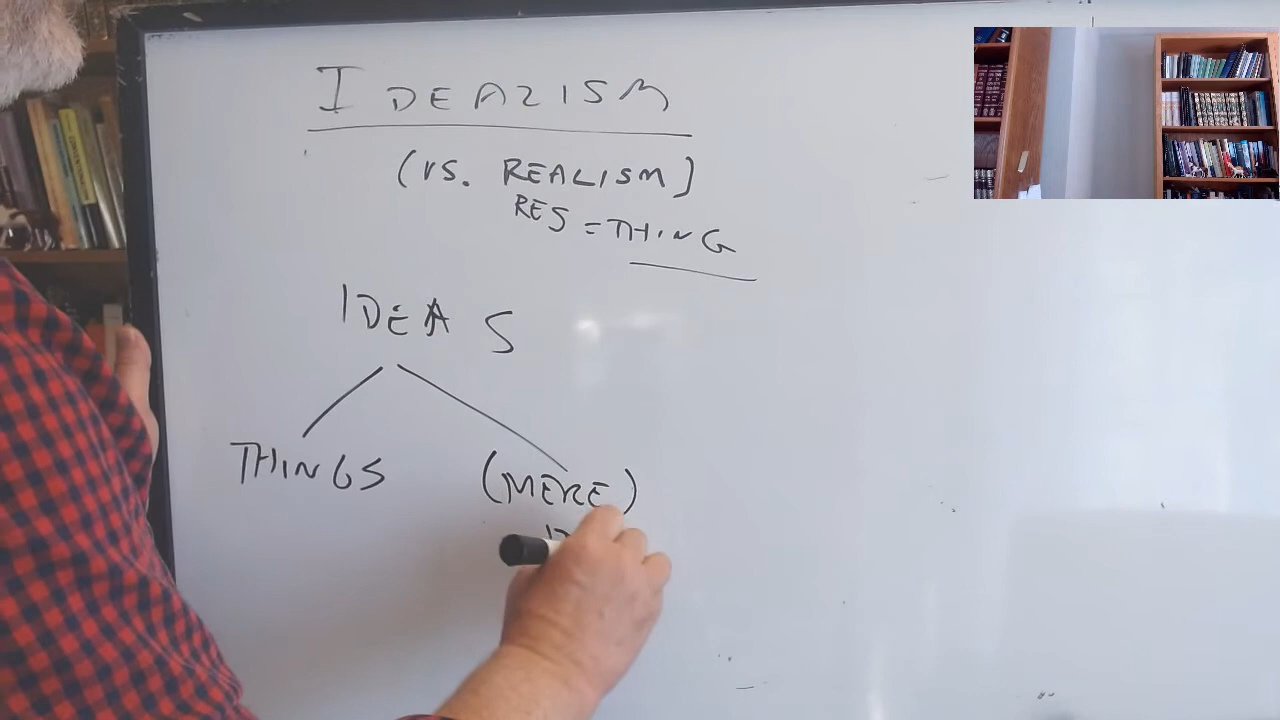 IDEALISM
(VS. REALISM)
RES = THING
IDEAS
THINGS (MERE)